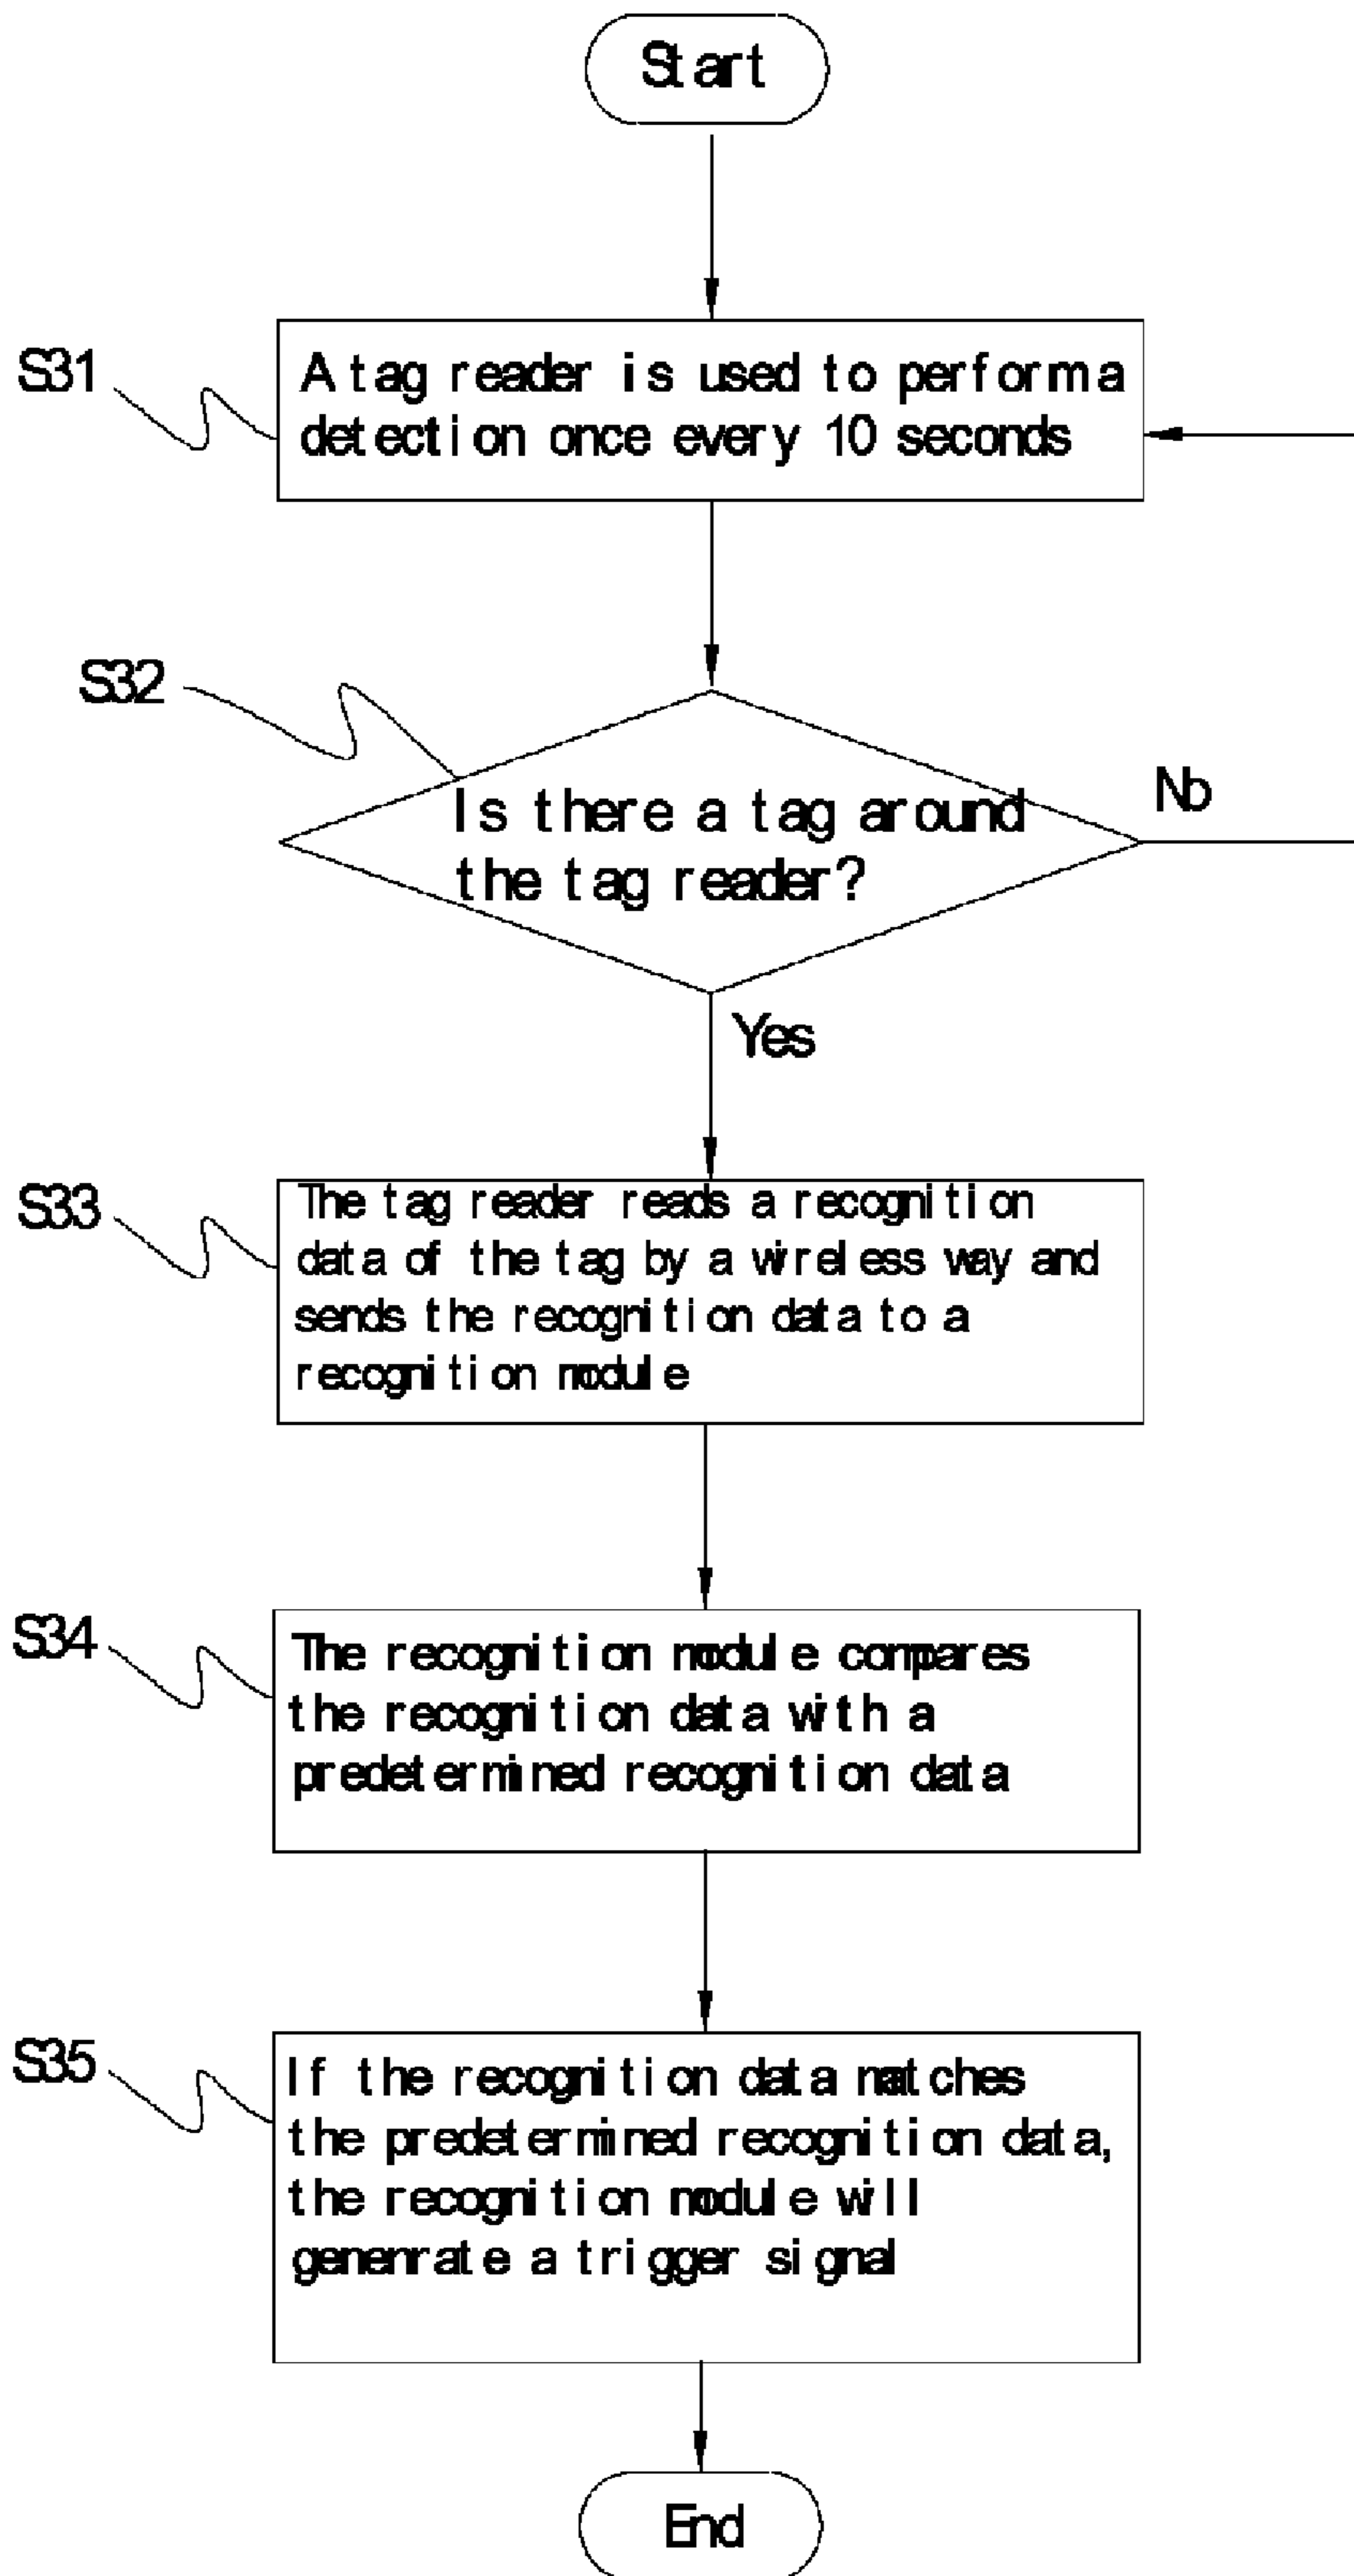 Start
S31
A tag reader is used to perform a
detection once every 10 seconds
S32
Is there a tag around
the tag reader?
No
Yes
S33
The tag reader reads a recognition
data of the tag by a wireless way and
sends the recognition data to a
recognition module
S34
The recognition module compares
the recognition data with a
predetermined recognition data
S35
If the recognition data matches
the predetermined recognition data,
the recognition module will
genenrate a trigger signal
End